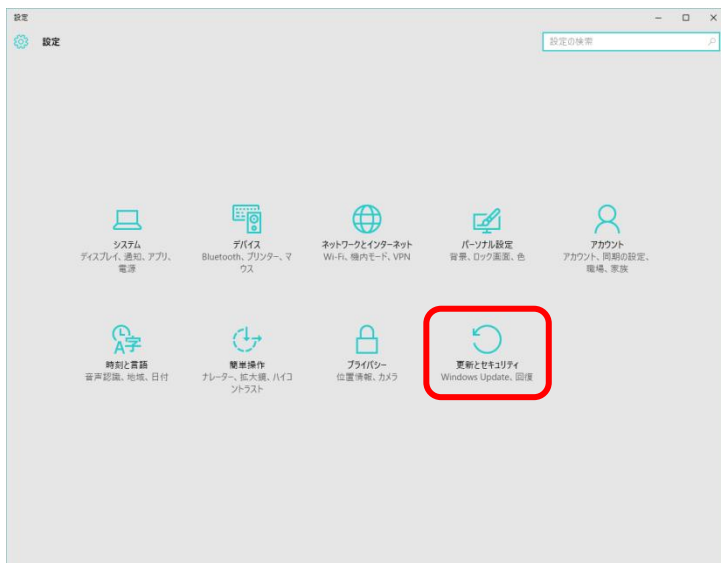 設定
設定
設定の検索
システム
ディスプレイ、通知、アプリ、
電源
デバイス
Bluetooth、プリンター、マ
ウス
ネットワークとインターネット
Wi-Fi、機内モード、VPN
パーソナル設定
背景、ロック画面、色
アカウント
アカウント、同期の設定、
職場、家族
時刻と言語
音声認識、地域、日付
簡単操作
ナレーター、拡大鏡、ハイコ
ントラスト
プライバシー
位置情報、カメラ
更新とセキュリティ
Windows Update、回復